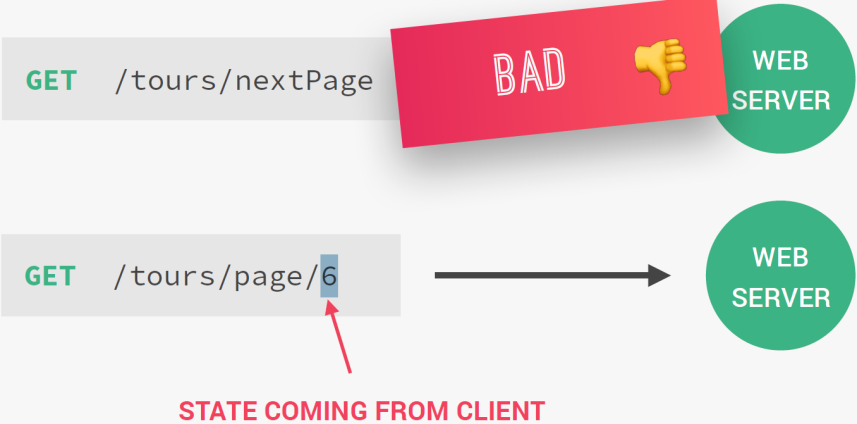 GET /tours/nextPage
BAD
WEB
SERVER
GET /tours/page/6
WEB
SERVER
STATE COMING FROM CLIENT